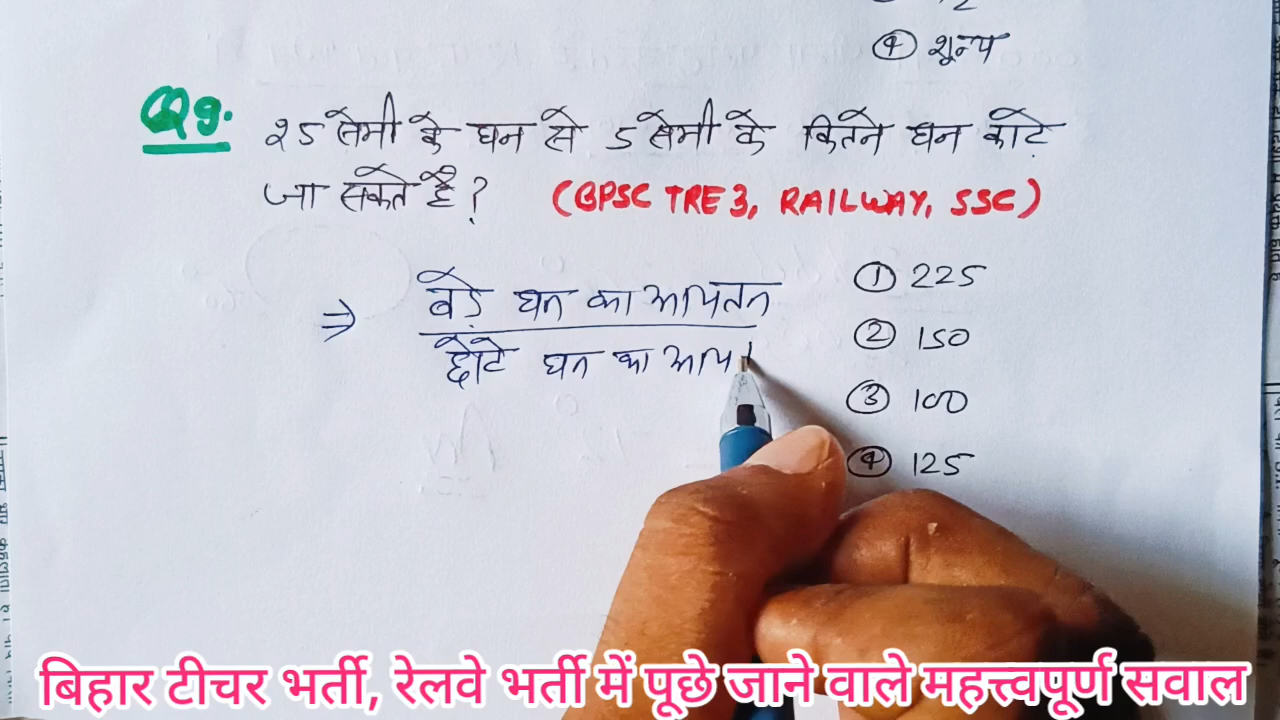 ④ शून्य
Q9. 25 सेमी के घन से 5 सेमी के कितने घन काटे
जा सकते है? (BPSC TRE 3, RAILWAY, SSC)
⇒ बड़े घन का आयतन
छोटे घन का आय
① 225
② 150
③ 100
④ 125
बिहार टीचर भर्ती, रेलवे भर्ती में पूछे जाने वाले महत्त्वपूर्ण सवाल